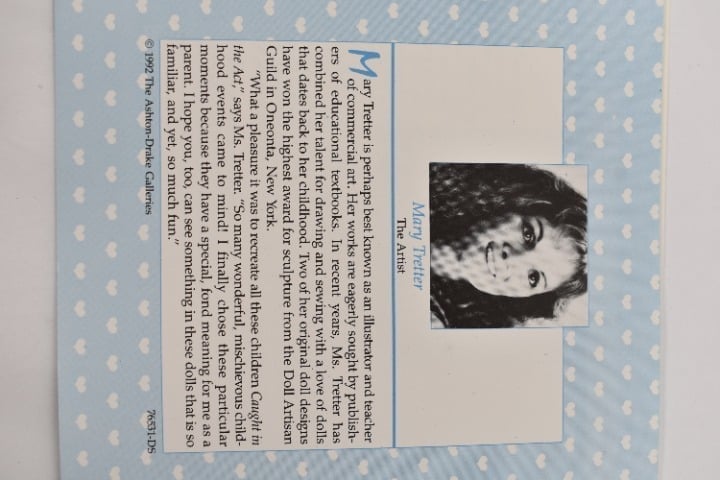 Mary Tretter
The Artist
Mary Tretter is perhaps best known as an illustrator and teacher
of commercial art. Her works are eagerly sought by publish-
ers of educational textbooks. In recent years, Ms. Tretter has
combined her talent for drawing and sewing with a love of dolls
that dates back to her childhood. Two of her original doll designs
have won the highest award for sculpture from the Doll Artisan
Guild in Oneonta, New York.
"What a pleasure it was to recreate all these children Caught in
the Act," says Ms. Tretter. "So many wonderful, mischievous child-
hood events came to mind! I finally chose these particular
moments because they have a special, fond meaning for me as a
parent. I hope you, too, can see something in these dolls that is so
familiar, and yet, so much fun."
© 1992 The Ashton-Drake Galleries
76531-DS